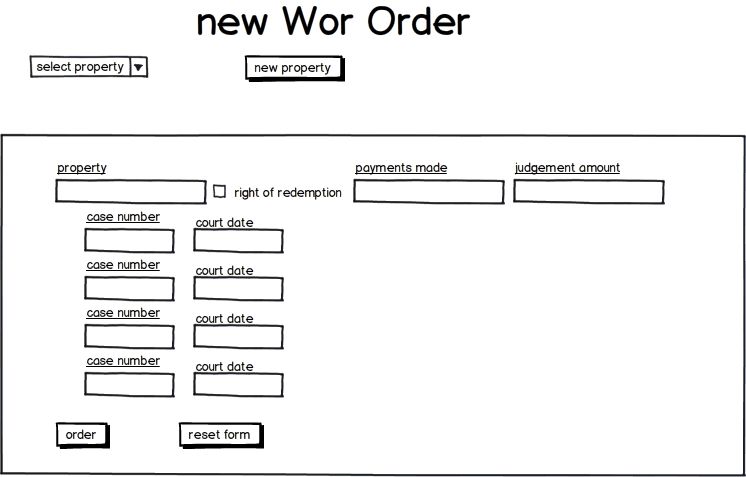 new Wor Order
select property
new property
property
right of redemption
payments made
judgement amount
case number
court date
case number
court date
case number
court date
case number
court date
order
reset form